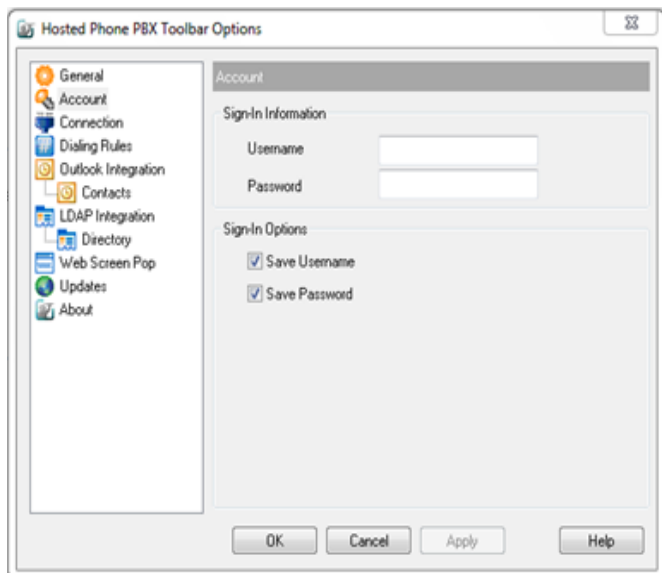 Hosted Phone PBX Toolbar Options
General
Account
Connection
Dialing Rules
Outlook Integration
Contacts
LDAP Integration
Directory
Web Screen Pop
Updates
About
Account
Sign-In Information
Username
Password
Sign-In Options
Save Username
Save Password
OK
Cancel
Apply
Help